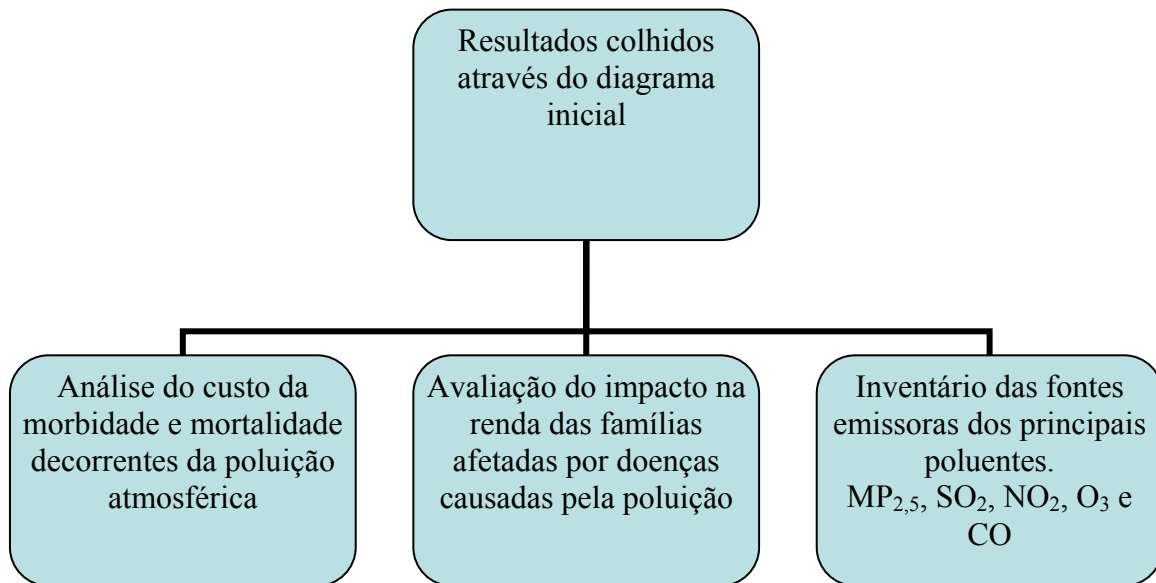 Resultados colhidos
através do diagrama
inicial
Análise do custo da
morbidade e mortalidade
decorrentes da poluição
atmosférica
Avaliação do impacto na
renda das famílias
afetadas por doenças
causadas pela poluição
Inventário das fontes
emissoras dos principais
poluentes.
MP₂,₅, SO₂, NO₂, O₃ e
CO